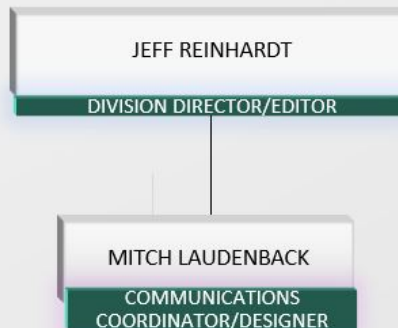 JEFF REINHARDT
DIVISION DIRECTOR/EDITOR
MITCH LAUDENBACK
COMMUNICATIONS
COORDINATOR/DESIGNER